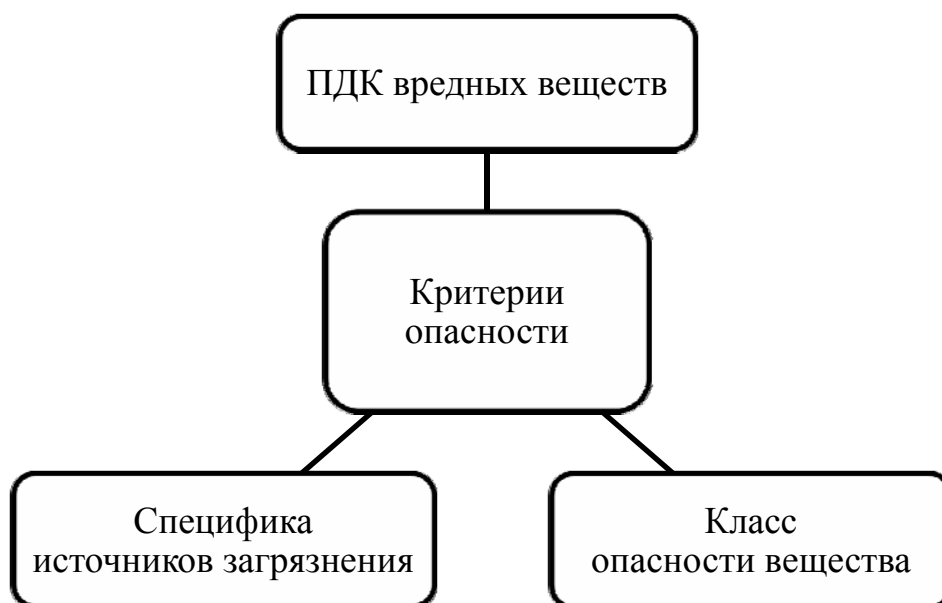 ПДК вредных веществ
Критерии
опасности
Специфика
источников загрязнения
Класс
опасности вещества